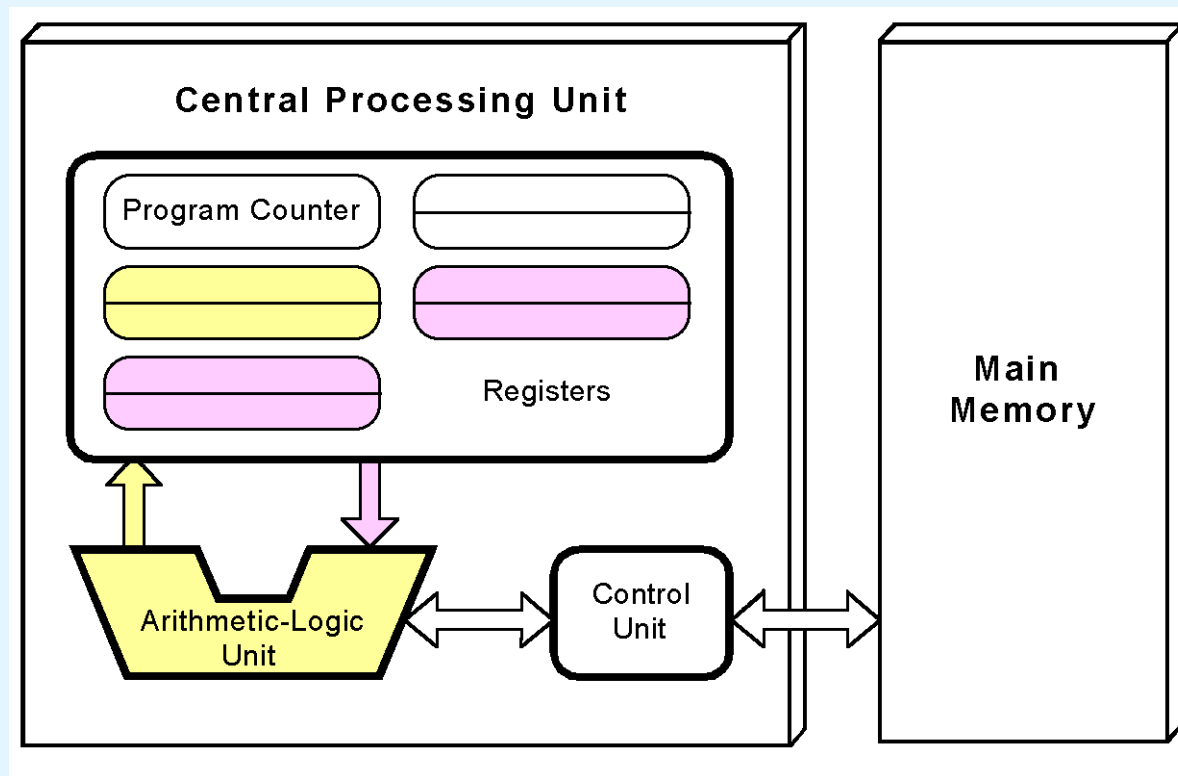 Central Processing Unit
Program Counter
Registers
Main
Memory
Arithmetic-Logic
Unit
Control
Unit